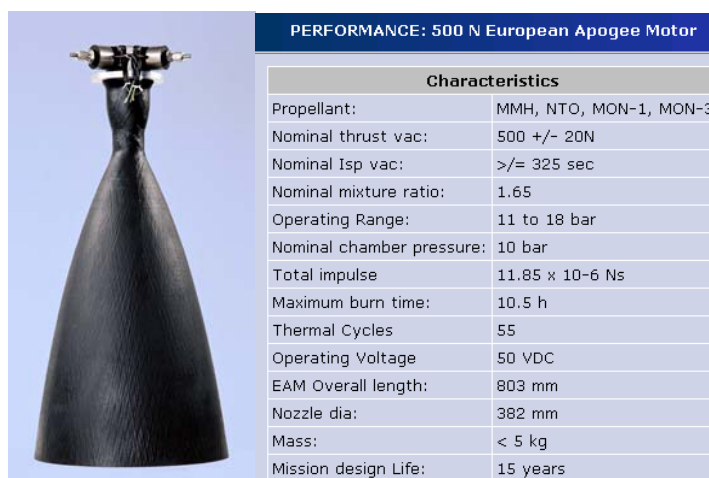 PERFORMANCE: 500 N European Apogee Motor
Characteristics
Propellant: MMH, NTO, MON-1, MON-3
Nominal thrust vac: 500 +/- 20N
Nominal Isp vac: >/= 325 sec
Nominal mixture ratio: 1.65
Operating Range: 11 to 18 bar
Nominal chamber pressure: 10 bar
Total impulse 11.85 x 10-6 Ns
Maximum burn time: 10.5 h
Thermal Cycles 55
Operating Voltage 50 VDC
EAM Overall length: 803 mm
Nozzle dia: 382 mm
Mass: < 5 kg
Mission design Life: 15 years